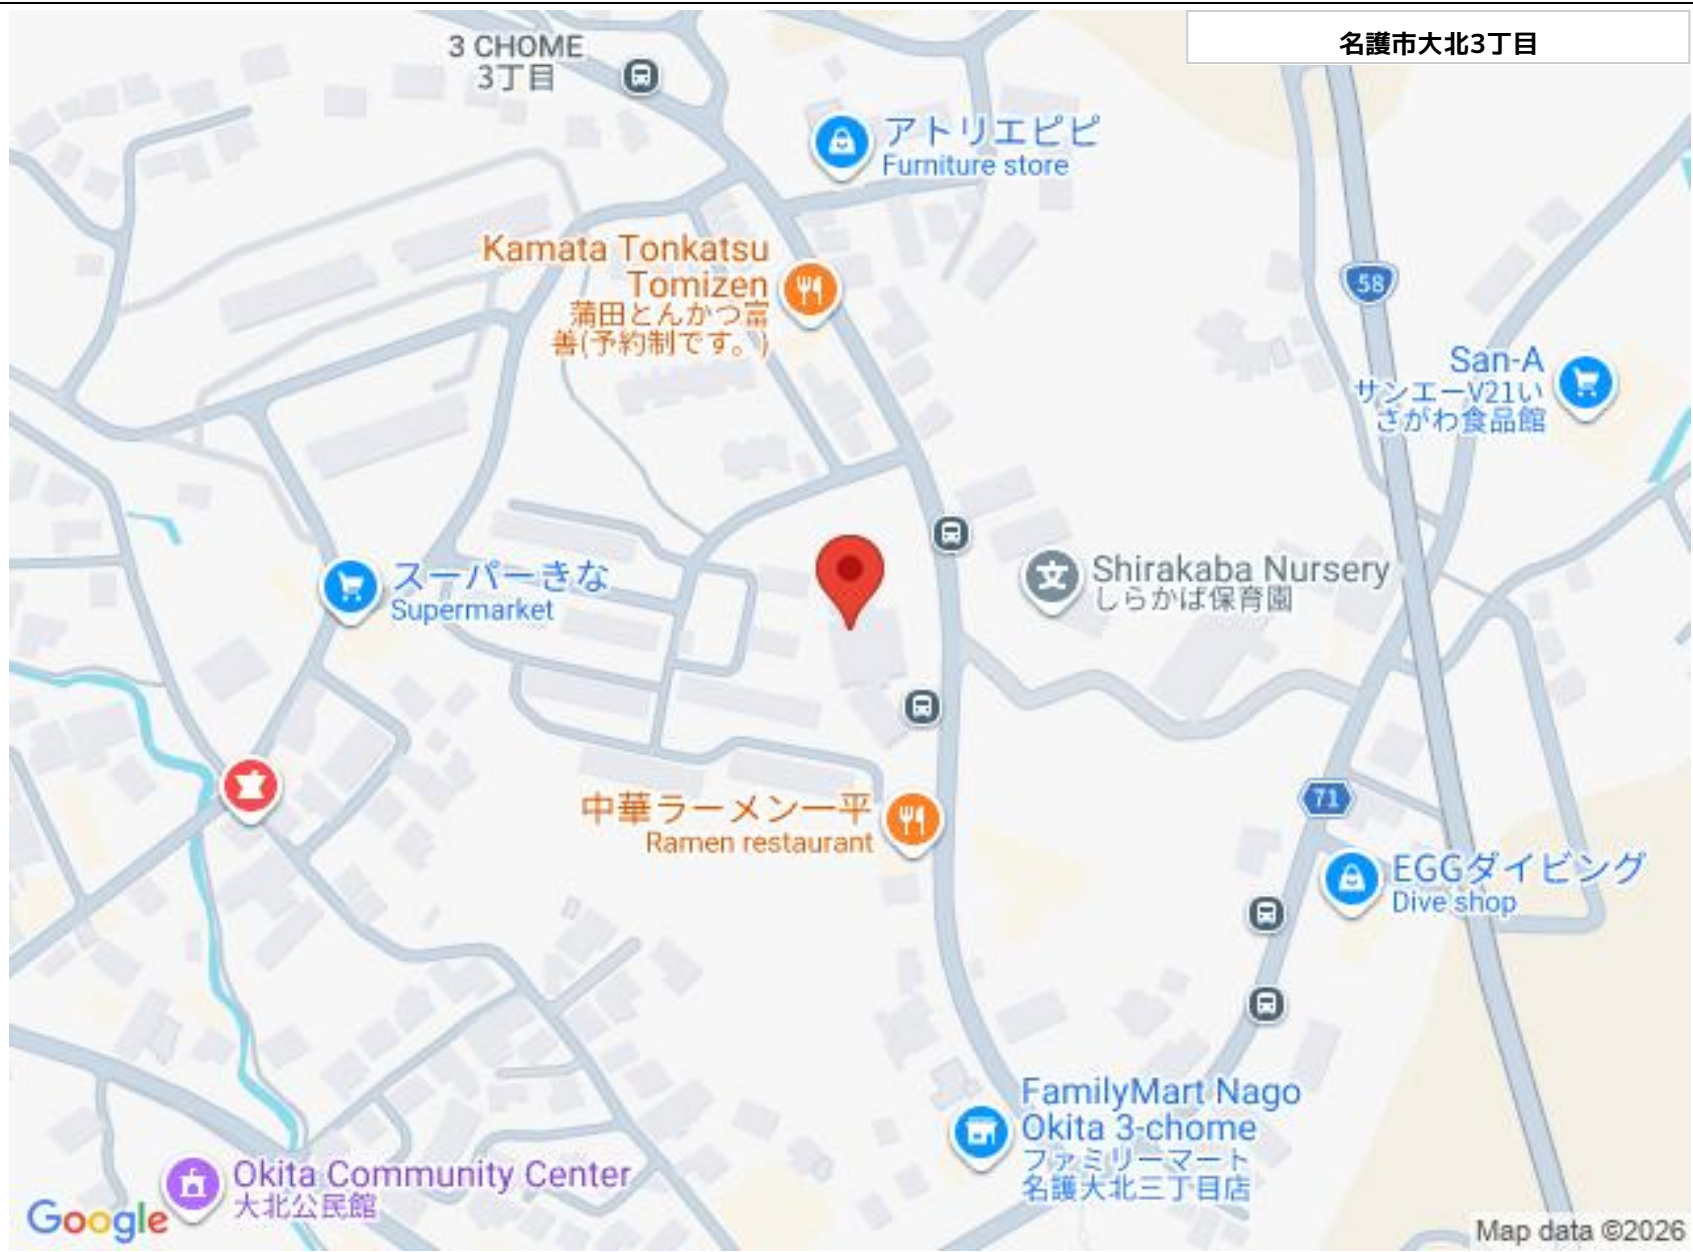 名護市大北3丁目
3 CHOME
3丁目
アトリエピピ
Furniture store
Kamata Tonkatsu
Tomizen
蒲田とんかつ富
善(予約制です。)
58
San-A
サンエーV21い
さがわ食品館
スーパーきな
Supermarket
Shirakaba Nursery
しらかば保育園
文
中華ラーメン一平
Ramen restaurant
71
EGGダイビング
Dive shop
FamilyMart Nago
Okita 3-chome
ファミリーマート
名護大北三丁目店
Okita Community Center
大北公民館
Google
Map data ©2026